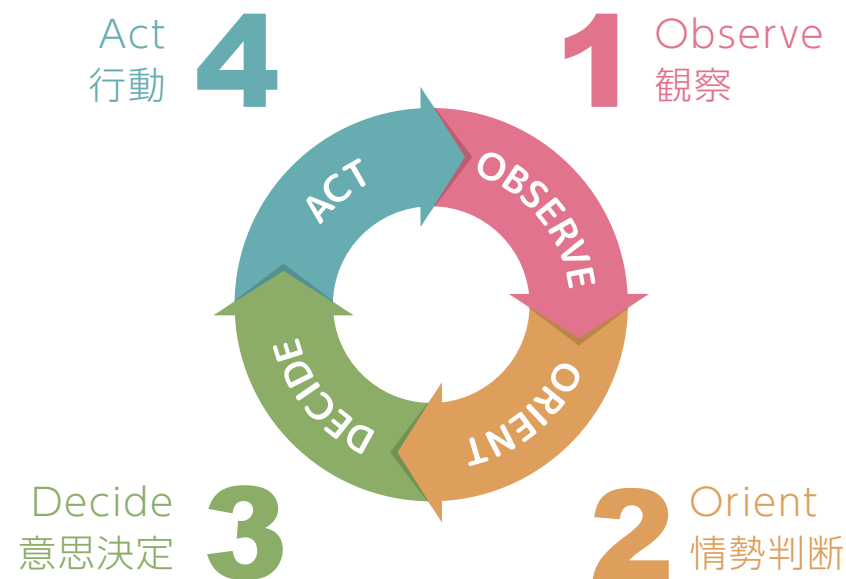 Act
行動
4
1
Observe
観察
ACT
OBSERVE
DECIDE
ORIENT
Decide
意思決定
3
2
Orient
情勢判断